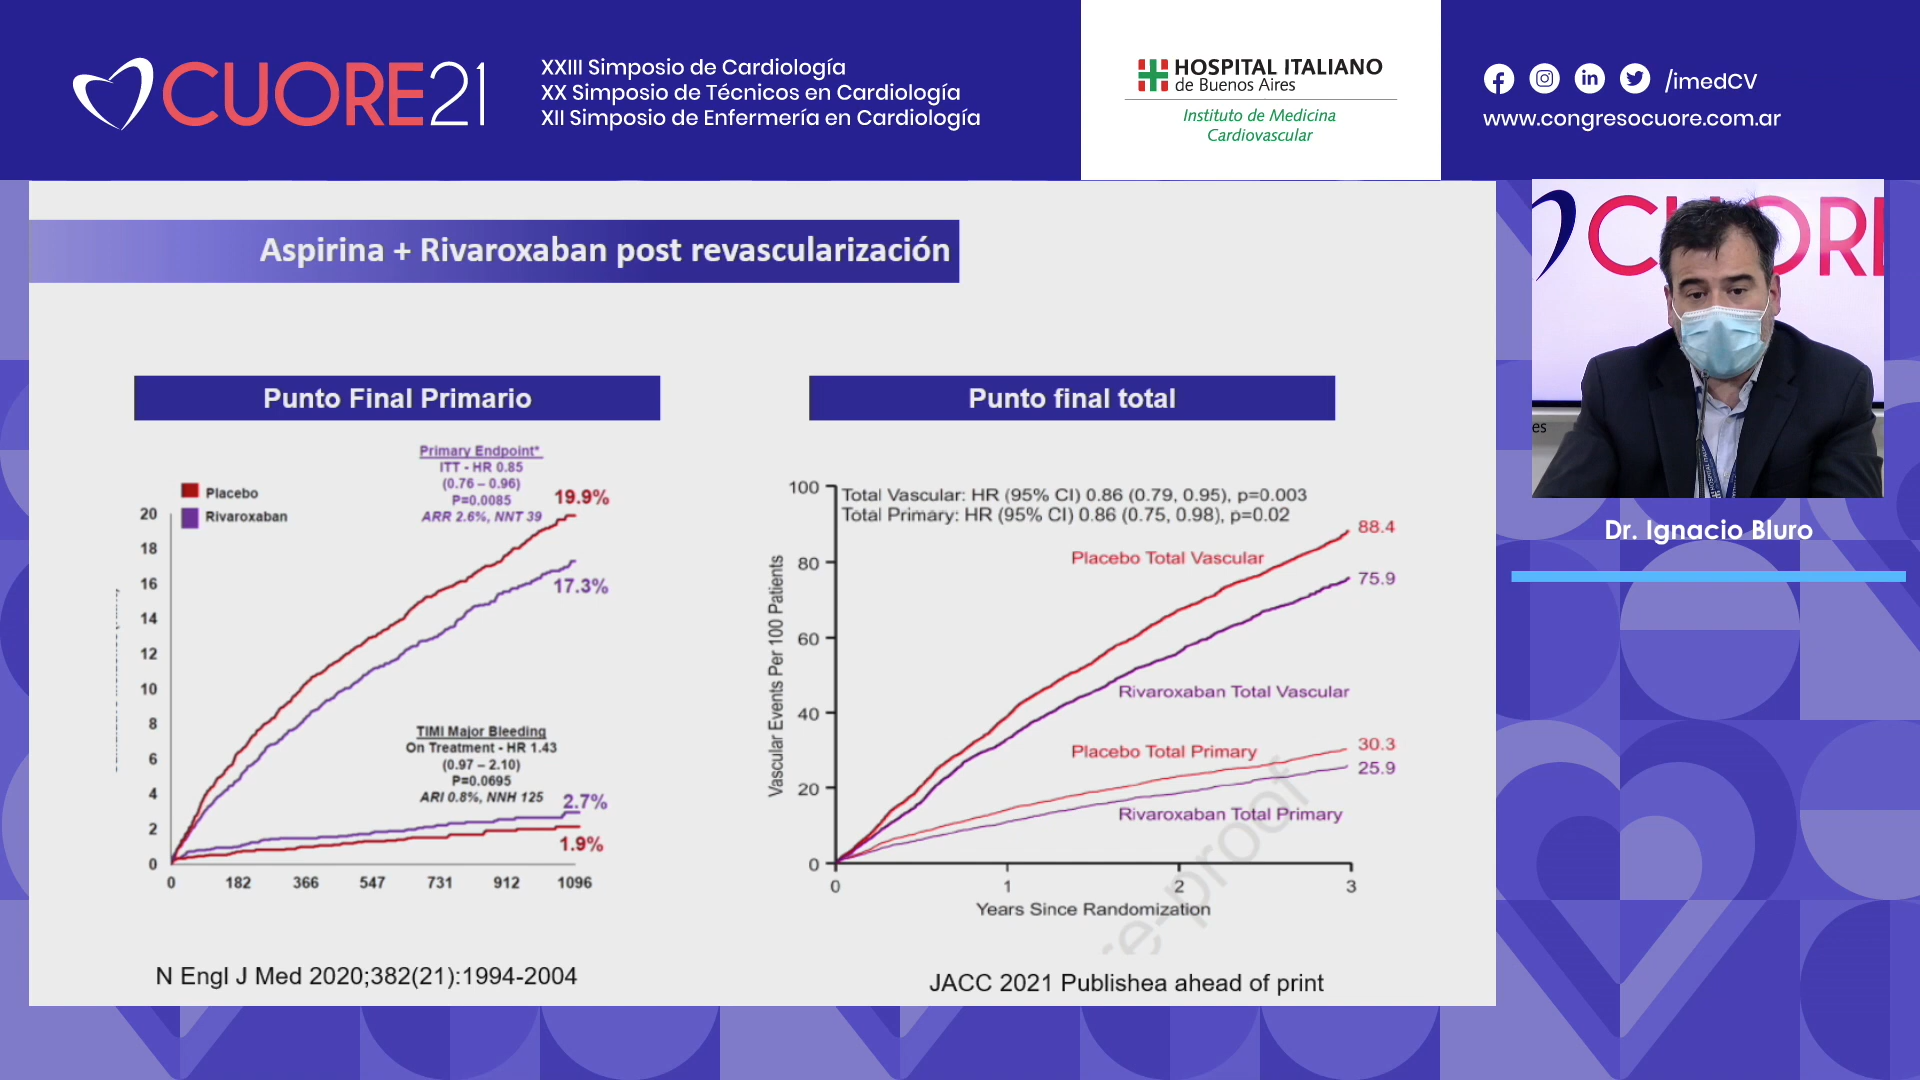 CUORE21
XXIII Simposio de Cardiología
XX Simposio de Técnicos en Cardiología
XII Simposio de Enfermería en Cardiología
HOSPITAL ITALIANO
de Buenos Aires
Instituto de Medicina
Cardiovascular
/imedCV
www.congresocuore.com.ar
Aspirina + Rivaroxaban post revascularización
Punto Final Primario
Primary Endpoint*
ITT - HR 0.85
(0.76 – 0.96)
P=0.0085
ARR 2.6%, NNT 39
Placebo
Rivaroxaban
19.9%
17.3%
20
18
16
14
12
10
8
6
4
2
0
TIMI Major Bleeding
On Treatment - HR 1.43
(0.97 – 2.10)
P=0.0695
ARI 0.8%, NNH 125
2.7%
1.9%
0 182 366 547 731 912 1096
N Engl J Med 2020;382(21):1994-2004
Punto final total
Total Vascular: HR (95% CI) 0.86 (0.79, 0.95), p=0.003
Total Primary: HR (95% CI) 0.86 (0.75, 0.98), p=0.02
Vascular Events Per 100 Patients
100
80
60
40
20
0
Placebo Total Vascular
88.4
75.9
Rivaroxaban Total Vascular
Placebo Total Primary
30.3
25.9
Rivaroxaban Total Primary
0 1 2 3
Years Since Randomization
re-proof
JACC 2021 Publishea ahead of print
CUORE
es
Dr. Ignacio Bluro